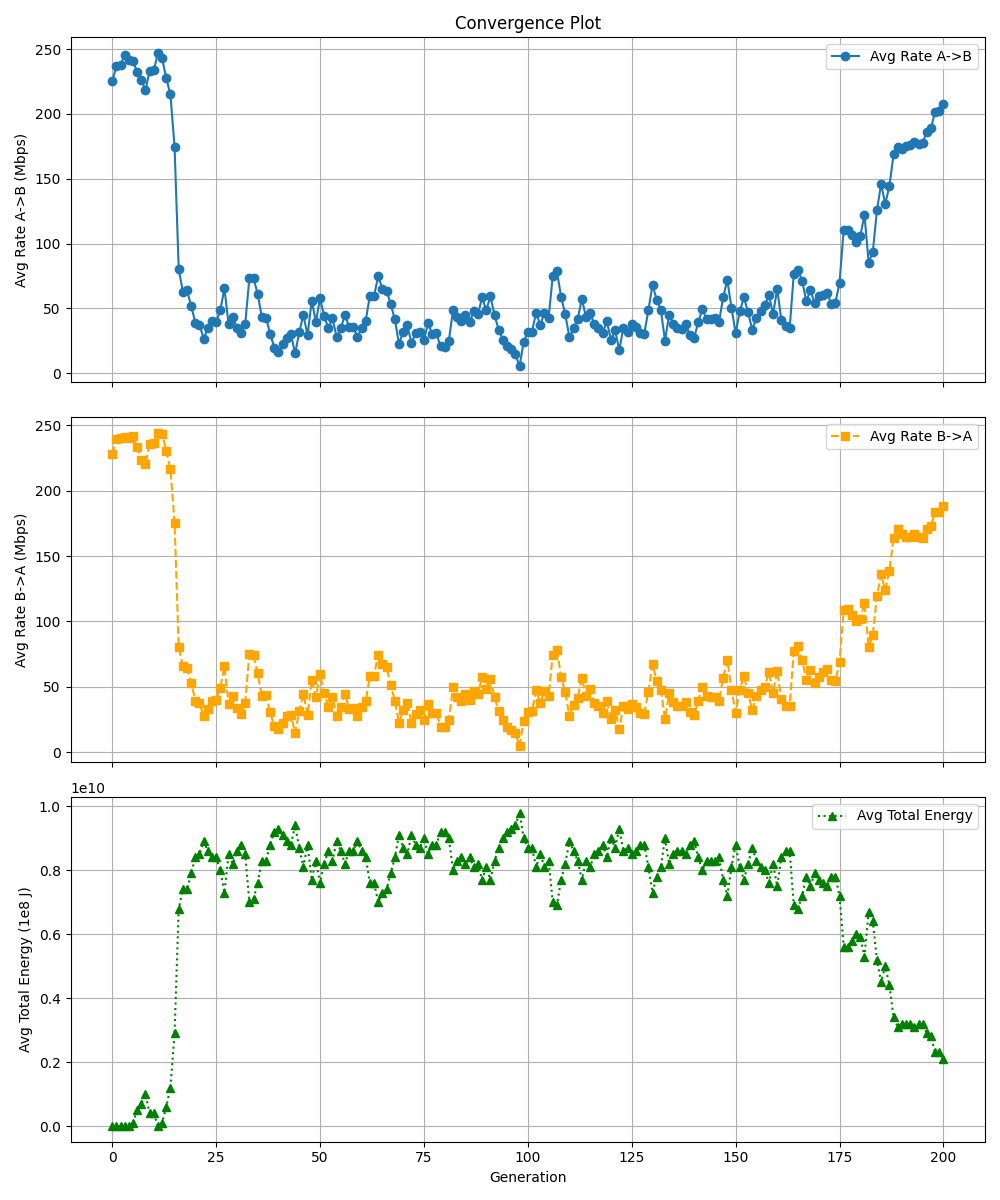 Convergence Plot
250
200
150
100
50
0
Avg Rate A->B (Mbps)
Avg Rate A->B
250
200
150
100
50
0
Avg Rate B->A (Mbps)
Avg Rate B->A
1e10
1.0
0.8
0.6
0.4
0.2
0.0
Avg Total Energy (1e8 J)
Avg Total Energy
0 25 50 75 100 125 150 175 200
Generation